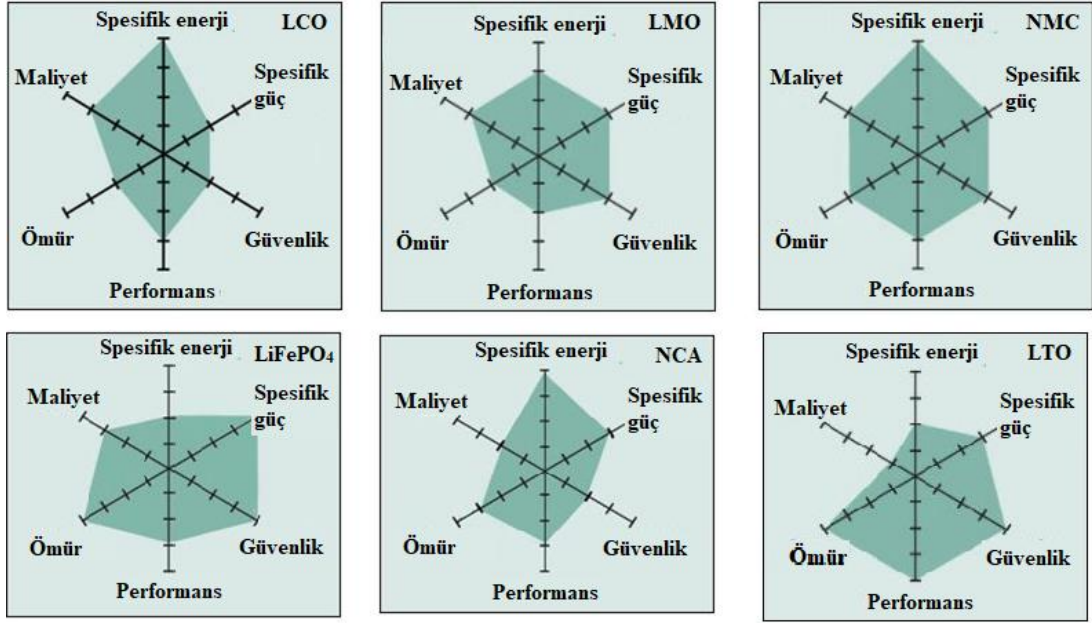 Spesifik enerji
LCO
Maliyet
Spesifik
güç
Ömür
Güvenlik
Performans
Spesifik enerji
LMO
Maliyet
Spesifik
güç
Ömür
Güvenlik
Performans
Spesifik enerji
NMC
Maliyet
Spesifik
güç
Ömür
Güvenlik
Performans
Spesifik enerji
LiFePO₄
Maliyet
Spesifik
güç
Ömür
Güvenlik
Performans
Spesifik enerji
NCA
Maliyet
Spesifik
güç
Ömür
Güvenlik
Performans
Spesifik enerji
LTO
Maliyet
Spesifik
güç
Ömür
Güvenlik
Performans